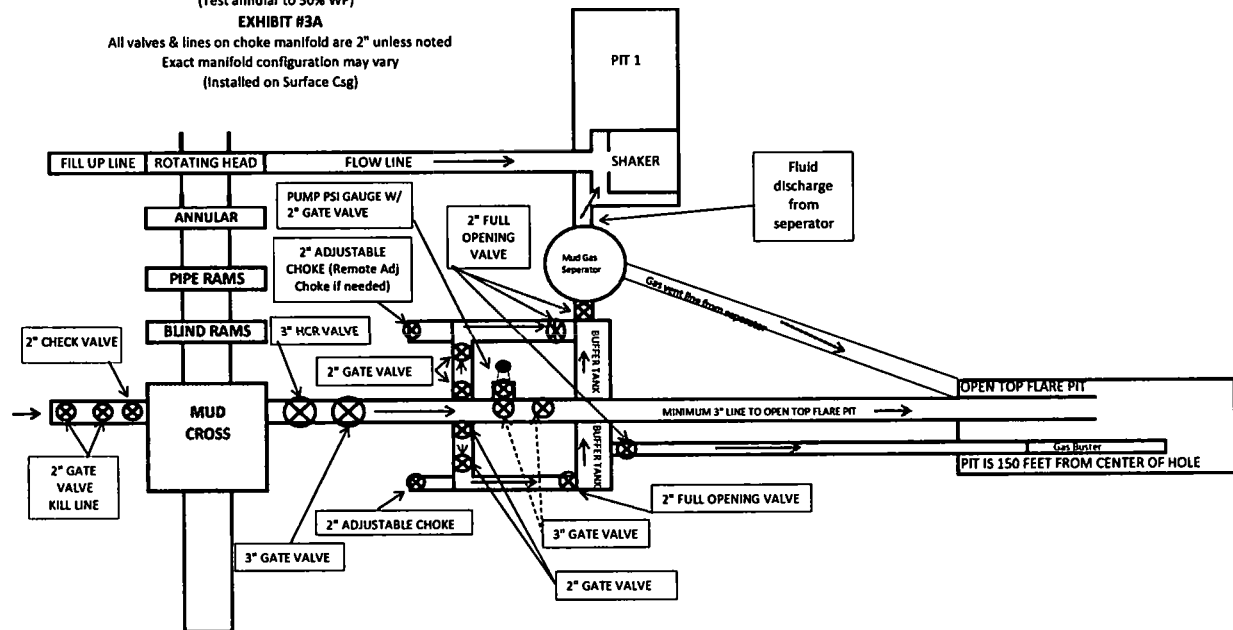 (Test annular to 50% WP)
EXHIBIT #3A
All valves & lines on choke manifold are 2" unless noted
Exact manifold configuration may vary
(Installed on Surface Csg)
PIT 1
FILL UP LINE
ROTATING HEAD
FLOW LINE
SHAKER
Fluid
discharge
from
seperator
PUMP PSI GAUGE W/
2" GATE VALVE
2" FULL
OPENING
VALVE
ANNULAR
2" ADJUSTABLE
CHOKE (Remote Adj
Choke if needed)
Mud Gas
Seperator
PIPE RAMS
Gas vent line from seperator
BLIND RAMS
3" HCR VALVE
2" CHECK VALVE
2" GATE VALVE
BUFFER TANK
OPEN TOP FLARE PIT
MUD
CROSS
MINIMUM 3" LINE TO OPEN TOP FLARE PIT
BUFFER TANK
Gas Buster
PIT IS 150 FEET FROM CENTER OF HOLE
2" GATE
VALVE
KILL LINE
2" FULL OPENING VALVE
2" ADJUSTABLE CHOKE
3" GATE VALVE
3" GATE VALVE
2" GATE VALVE